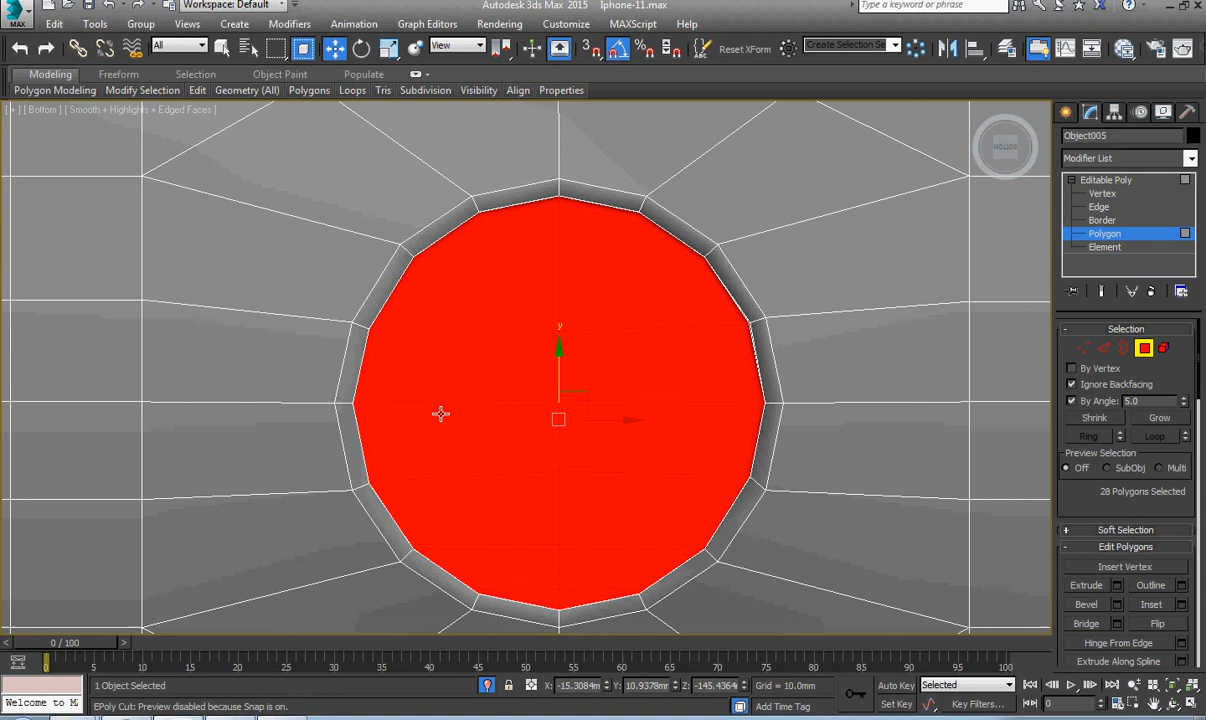 Workspace: Default
Autodesk 3ds Max 2015
Iphone-11.max
Type a keyword or phrase
MAX
Edit Tools Group Views Create Modifiers Animation Graph Editors Rendering Customize MAXScript Help
All
View
3
Reset XForm
Create Selection Se
Modeling Freeform Selection Object Paint Populate
Polygon Modeling Modify Selection Edit Geometry (All) Polygons Loops Tris Subdivision Visibility Align Properties
[ + ] [ Bottom ] [ Smooth + Highlights + Edged Faces ]
BOTTOM
y
Object005
Modifier List
Editable Poly
Vertex
Edge
Border
Polygon
Element
- Selection
By Vertex
Ignore Backfacing
By Angle: 5.0
Shrink Grow
Ring Loop
Preview Selection
Off SubObj Multi
28 Polygons Selected
+ Soft Selection
- Edit Polygons
Insert Vertex
Extrude Outline
Bevel Inset
Bridge Flip
Hinge From Edge
Extrude Along Spline
< 0 / 100 >
0 5 10 15 20 25 30 35 40 45 50 55 60 65 70 75 80 85 90 95 100
1 Object Selected
X: -15.3084m Y: 10.9378mr Z: -145.4364m Grid = 10.0mm
Auto Key Selected
Welcome to M
EPoly Cut: Preview disabled because Snap is on.
Add Time Tag
Set Key Key Filters... 0